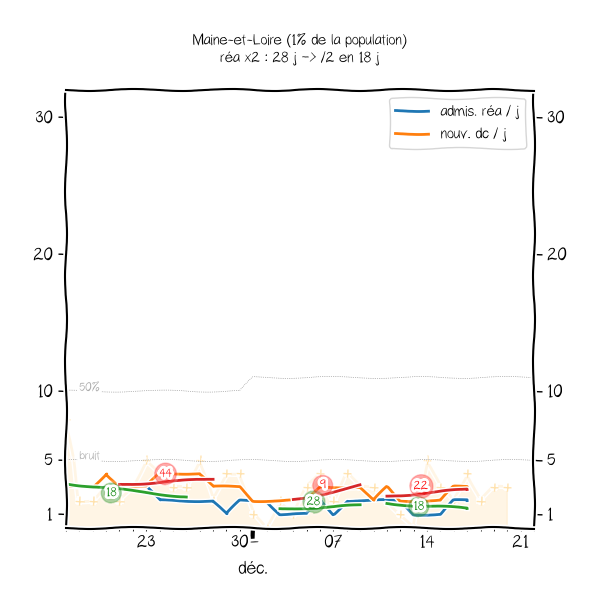 Maine-et-Loire (1% de la population)
réa x2 : 28 j -> /2 en 18 j
admis. réa / j
nouv. dc / j
30 30
20 20
10 50% 10
5 bruit 5
44
18
9
28
22
18
1 1
23 30 07 14 21
déc.